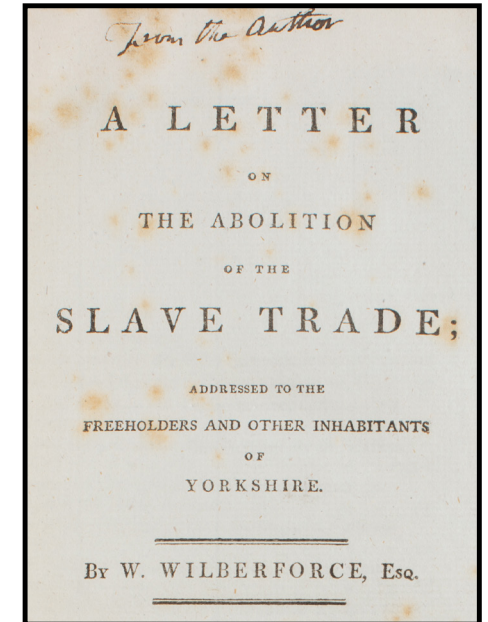 From the Author
A LETTER
ON
THE ABOLITION
OF THE
SLAVE TRADE;
ADDRESSED TO THE
FREEHOLDERS AND OTHER INHABITANTS
OF
YORKSHIRE.
By W. WILBERFORCE, Esq.